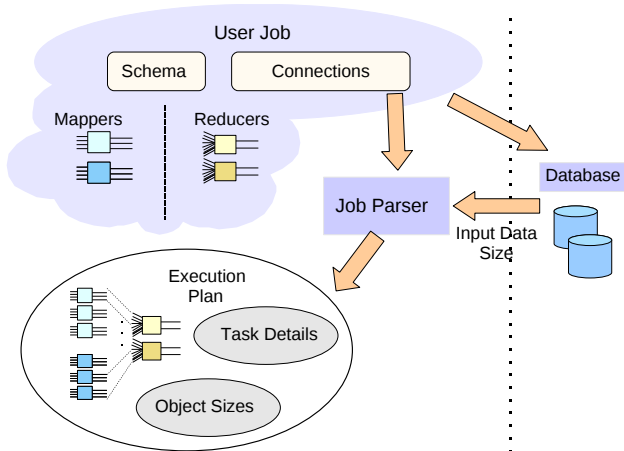 User Job
Schema
Connections
Mappers
Reducers
Database
Job Parser
Input Data
Size
Execution
Plan
Task Details
Object Sizes